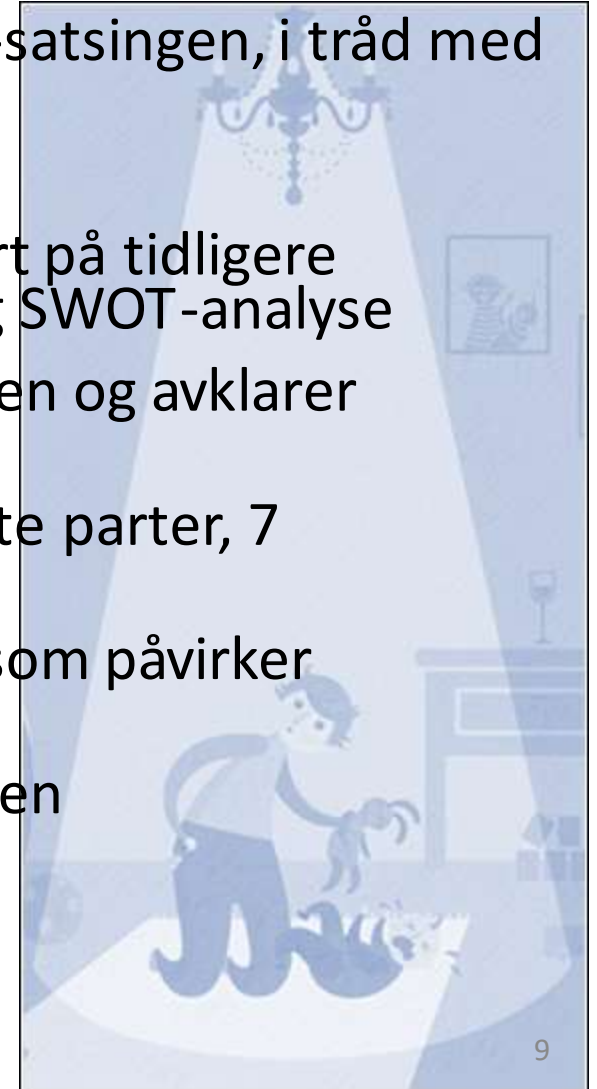 -satsingen, i tråd med
rt på tidligere
g SWOT-analyse
en og avklarer
te parter, 7
som påvirker
en
9